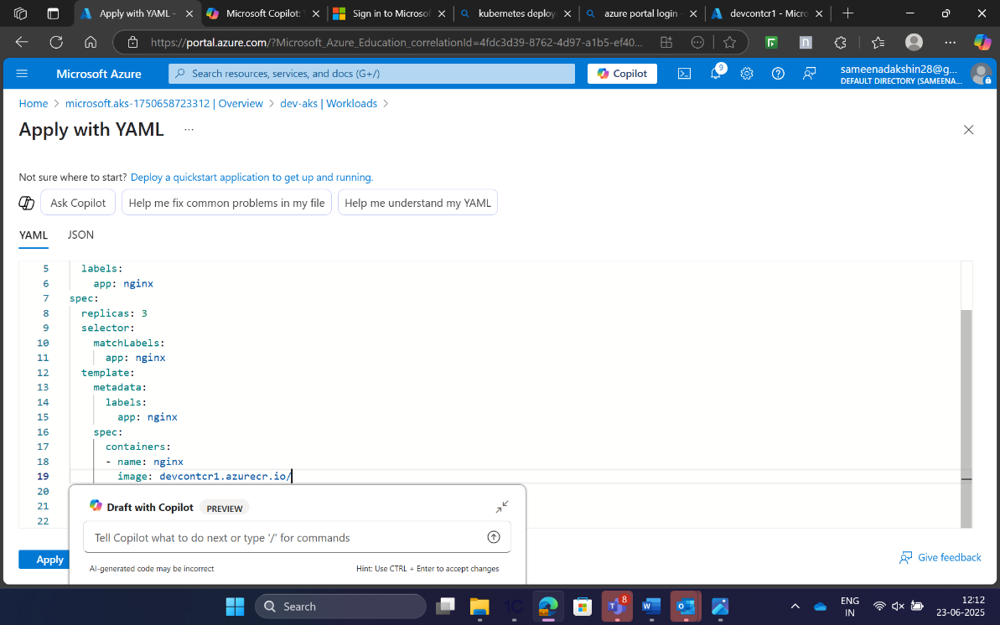 Apply with YAML -
Microsoft Copilot:
Sign in to Microsof
kubernetes deploy
azure portal login -
devcontcr1 - Micro
https://portal.azure.com/?Microsoft_Azure_Education_correlationId=4fdc3d39-8762-4d97-a1b5-ef40...
Microsoft Azure
Search resources, services, and docs (G+/)
Copilot
9
sameenadakshin28@g...
DEFAULT DIRECTORY (SAMEENA...
Home > microsoft.aks-1750658723312 | Overview > dev-aks | Workloads >
Apply with YAML ...
Not sure where to start? Deploy a quickstart application to get up and running.
Ask Copilot
Help me fix common problems in my file
Help me understand my YAML
YAML JSON
5 labels:
6 app: nginx
7 spec:
8 replicas: 3
9 selector:
10 matchLabels:
11 app: nginx
12 template:
13 metadata:
14 labels:
15 app: nginx
16 spec:
17 containers:
18 - name: nginx
19 image: devcontcr1.azurecr.io/
20
21
22
Draft with Copilot PREVIEW
Tell Copilot what to do next or type '/' for commands
AI-generated code may be incorrect
Hint: Use CTRL + Enter to accept changes
Apply
Give feedback
Search
8
ENG
IN
12:12
23-06-2025